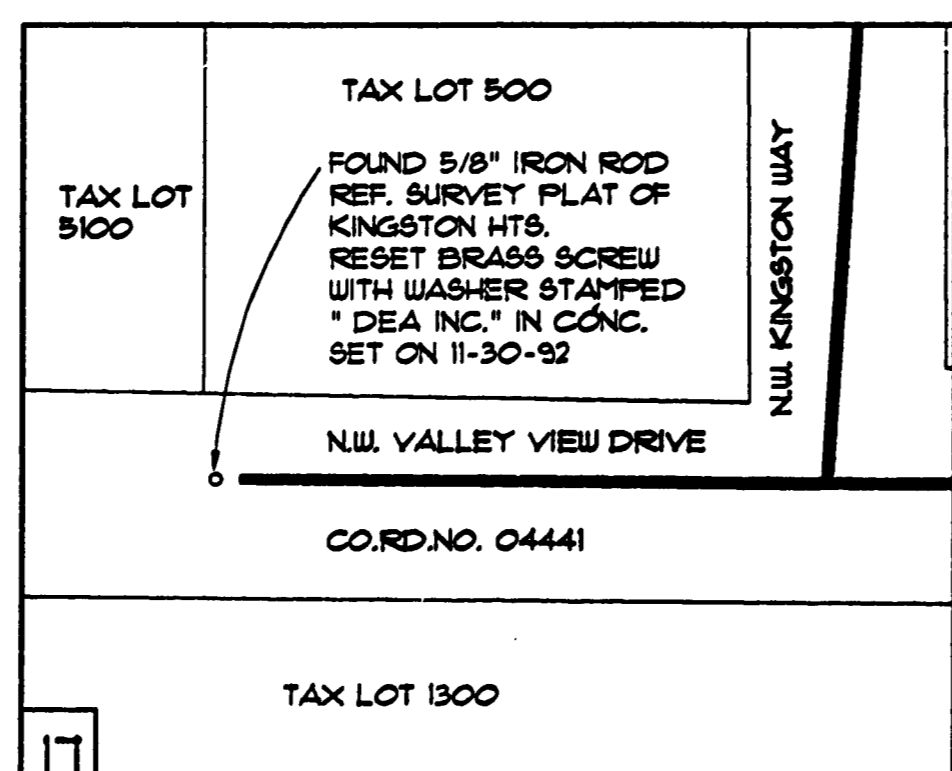 TAX LOT 500
FOUND 5/8" IRON ROD
REF. SURVEY PLAT OF
KINGSTON HTS.
RESET BRASS SCREW
WITH WASHER STAMPED
" DEA INC." IN CONC.
SET ON 11-30-92
TAX LOT
5100
N.W. KINGSTON WAY
N.W. VALLEY VIEW DRIVE
CO.RD.NO. 04441
TAX LOT 1300